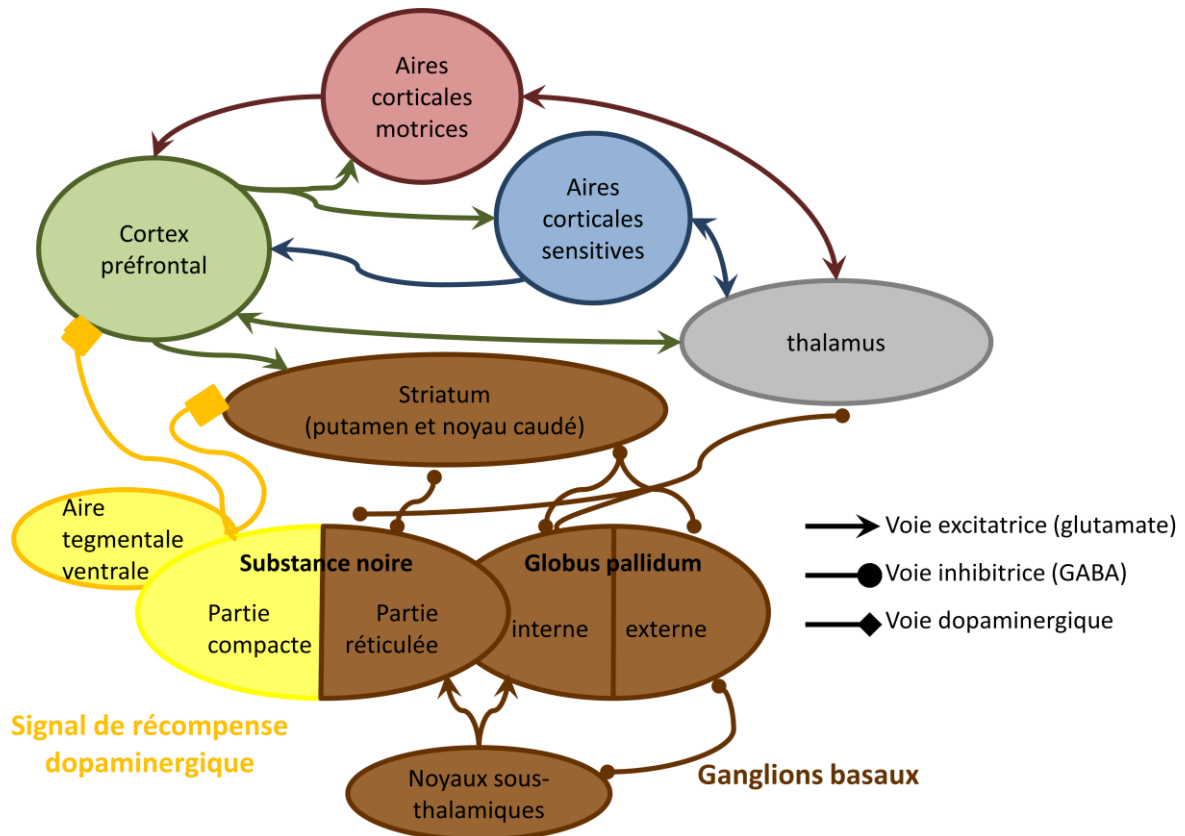 Aires
corticales
motrices
Aires
corticales
sensitives
Cortex
préfrontal
thalamus
Striatum
(putamen et noyau caudé)
Aire
tegmentale
ventrale
Substance noire
Globus pallidum
Partie
compacte
Partie
réticulée
interne
externe
Voie excitatrice (glutamate)
Voie inhibitrice (GABA)
Voie dopaminergique
Signal de récompense
dopaminergique
Noyaux sous-
thalamiques
Ganglions basaux